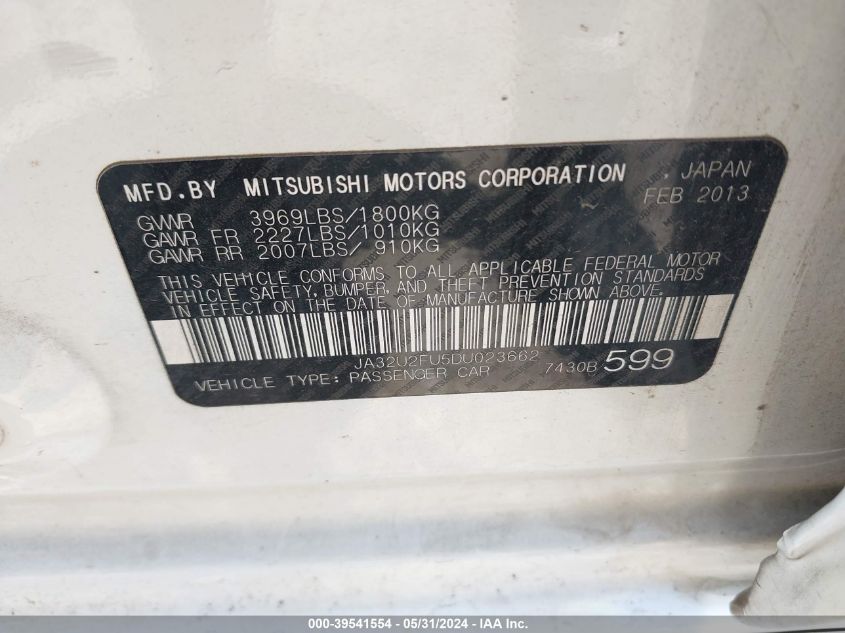 MFD.BY MITSUBISHI MOTORS CORPORATION JAPAN
FEB 2013
GVWR 3969LBS/1800KG
GAWR FR 2227LBS/1010KG
GAWR RR 2007LBS/ 910KG
THIS VEHICLE CONFORMS TO ALL APPLICABLE FEDERAL MOTOR
VEHICLE SAFETY, BUMPER, AND THEFT PREVENTION STANDARDS
IN EFFECT ON THE DATE OF MANUFACTURE SHOWN ABOVE.
JA32U2FU5DU023662
VEHICLE TYPE: PASSENGER CAR 7430B 599
000-39541554 - 05/31/2024 - IAA Inc.